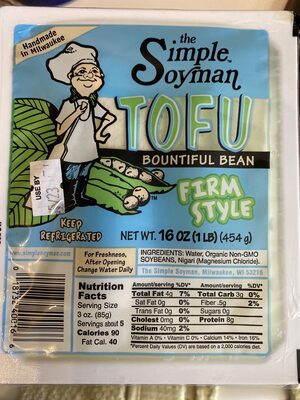 Handmade
in Milwaukee
the
Simple
Soyman
TOFU
BOUNTIFUL BEAN
FIRM
STYLE
™
USE BY
KEEP
REFRIGERATED
NET WT. 16 OZ (1 LB) (454 g)
www.simplesoyman.com
For Freshness,
After Opening
Change Water Daily
INGREDIENTS: Water, Organic Non-GMO
SOYBEANS, Nigari (Magnesium Chloride).
The Simple Soyman, Milwaukee, WI 53216
Nutrition
Facts
Serving Size
3 oz. (85g)
Servings about 5
Calories 90
Fat Cal. 40
Amount/serving %DV* Amount/serving %DV*
Total Fat 4g 7% Total Carb 3g 0%
Sat Fat 0g Fiber .5g 2%
Trans Fat 0g Sugars 0g
Cholest 0mg 0% Protein 8g
Sodium 40mg 2%
Vitamin A 0% • Vitamin C 0% • Calcium 14% • Iron 16%
*Percent Daily Values (DV) are based on a 2,000 calories diet.